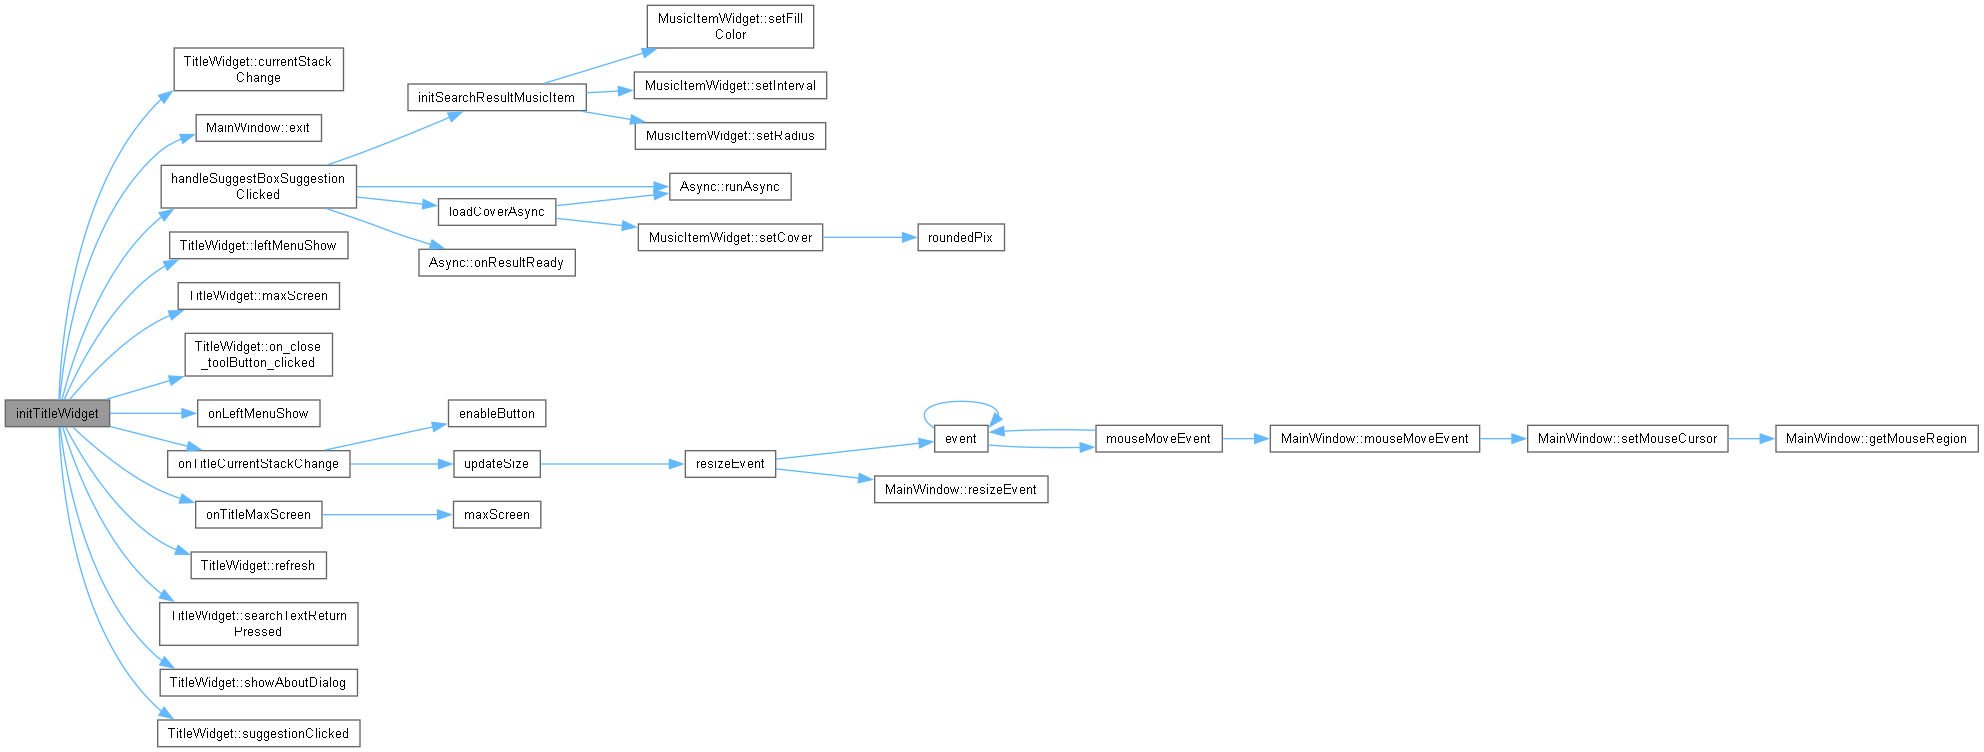 initTitleWidget
TitleWidget::currentStack
Change
MainWindow::exit
handleSuggestBoxSuggestion
Clicked
TitleWidget::leftMenuShow
TitleWidget::maxScreen
TitleWidget::on_close
_toolButton_clicked
onLeftMenuShow
onTitleCurrentStackChange
onTitleMaxScreen
TitleWidget::refresh
TitleWidget::searchTextReturn
Pressed
TitleWidget::showAboutDialog
TitleWidget::suggestionClicked
initSearchResultMusicItem
loadCoverAsync
Async::onResultReady
enableButton
updateSize
maxScreen
MusicItemWidget::setFill
Color
MusicItemWidget::setInterval
MusicItemWidget::setRadius
Async::runAsync
MusicItemWidget::setCover
roundedPix
resizeEvent
event
MainWindow::resizeEvent
mouseMoveEvent
MainWindow::mouseMoveEvent
MainWindow::setMouseCursor
MainWindow::getMouseRegion